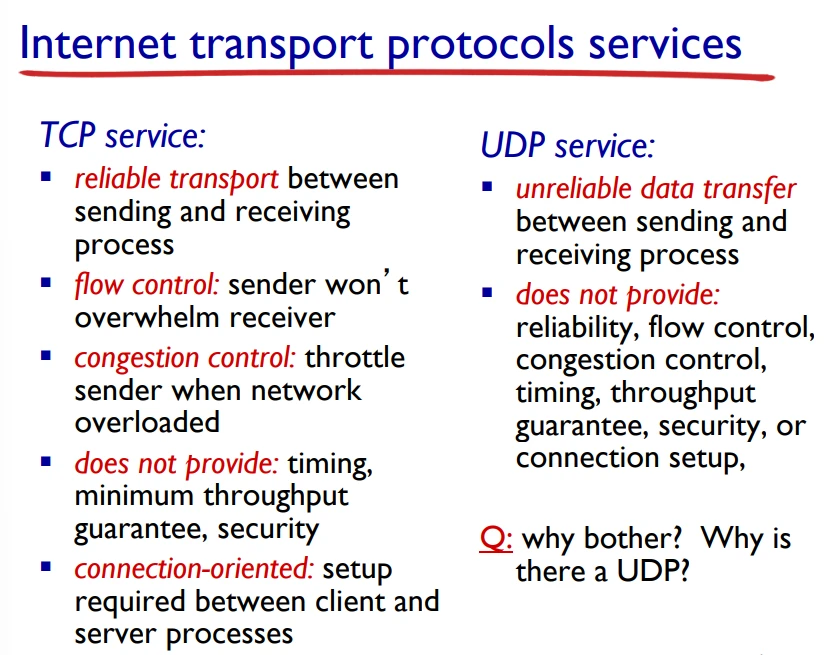 Internet transport protocols services
TCP service:
▪ reliable transport between
sending and receiving
process
▪ flow control: sender won’t
overwhelm receiver
▪ congestion control: throttle
sender when network
overloaded
▪ does not provide: timing,
minimum throughput
guarantee, security
▪ connection-oriented: setup
required between client and
server processes
UDP service:
▪ unreliable data transfer
between sending and
receiving process
▪ does not provide:
reliability, flow control,
congestion control,
timing, throughput
guarantee, security, or
connection setup,
Q: why bother? Why is
there a UDP?